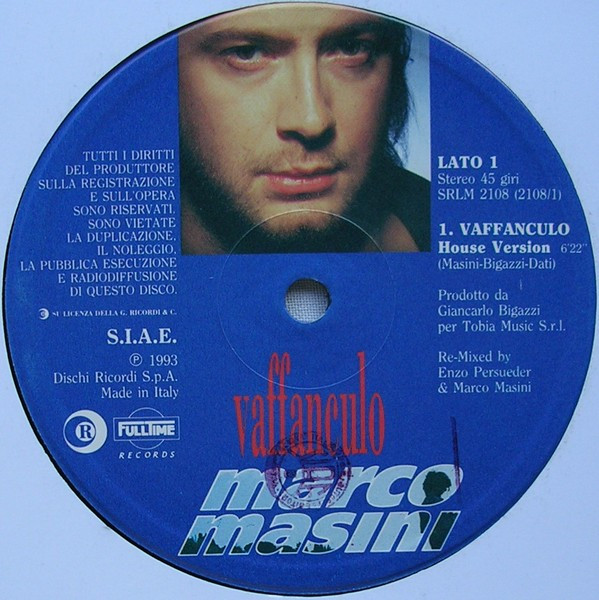 TUTTI I DIRITTI
DEL PRODUTTORE
SULLA REGISTRAZIONE
E SULL'OPERA
SONO RISERVATI.
SONO VIETATE
LA DUPLICAZIONE,
IL NOLEGGIO,
LA PUBBLICA ESECUZIONE
E RADIODIFFUSIONE
DI QUESTO DISCO.
SU LICENZA DELLA G. RICORDI & C.
S.I.A.E.
℗ 1993
Dischi Ricordi S.p.A.
Made in Italy
R
FULLTIME
RECORDS
LATO 1
Stereo 45 giri
SRLM 2108 (2108/1)
1. VAFFANCULO
House Version 6'22"
(Masini-Bigazzi-Dati)
Prodotto da
Giancarlo Bigazzi
per Tobia Music S.r.l.
Re-Mixed by
Enzo Persueder
& Marco Masini
vaffanculo
marco
masini